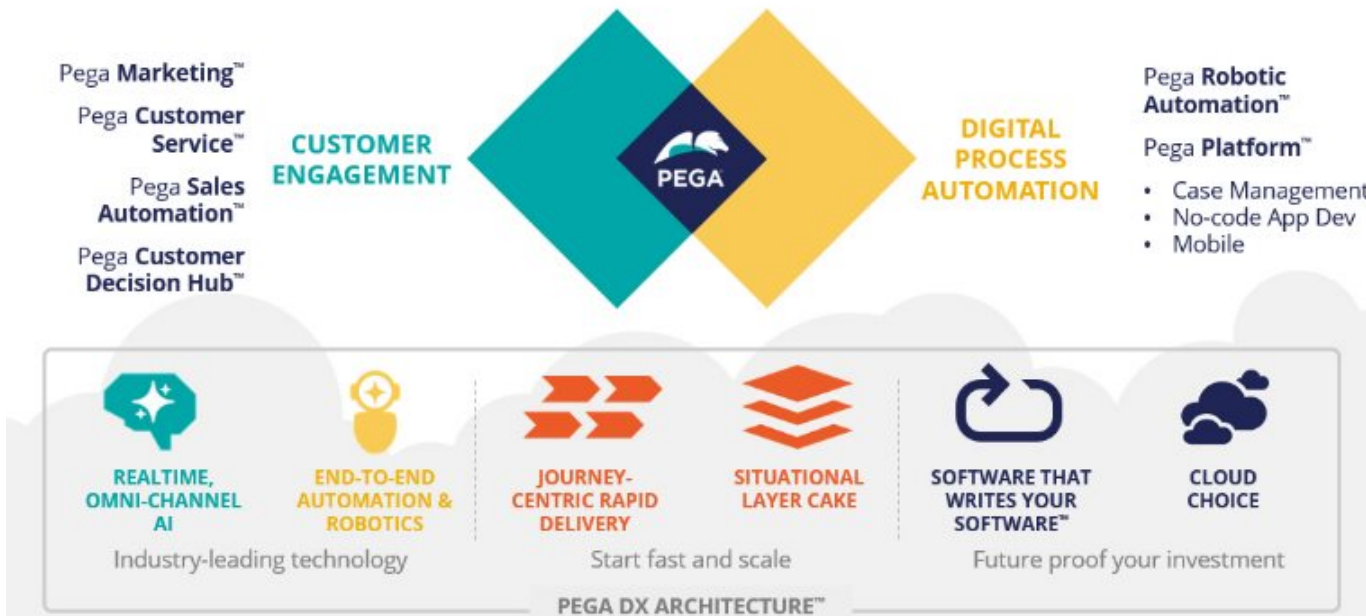 Pega Marketing™
Pega Customer
Service™
Pega Sales
Automation™
Pega Customer
Decision Hub™
CUSTOMER
ENGAGEMENT
PEGA
DIGITAL
PROCESS
AUTOMATION
Pega Robotic
Automation™
Pega Platform™
• Case Management
• No-code App Dev
• Mobile
REALTIME,
OMNI-CHANNEL
AI
END-TO-END
AUTOMATION &
ROBOTICS
Industry-leading technology
JOURNEY-
CENTRIC RAPID
DELIVERY
SITUATIONAL
LAYER CAKE
Start fast and scale
SOFTWARE THAT
WRITES YOUR
SOFTWARE™
CLOUD
CHOICE
Future proof your investment
PEGA DX ARCHITECTURE™